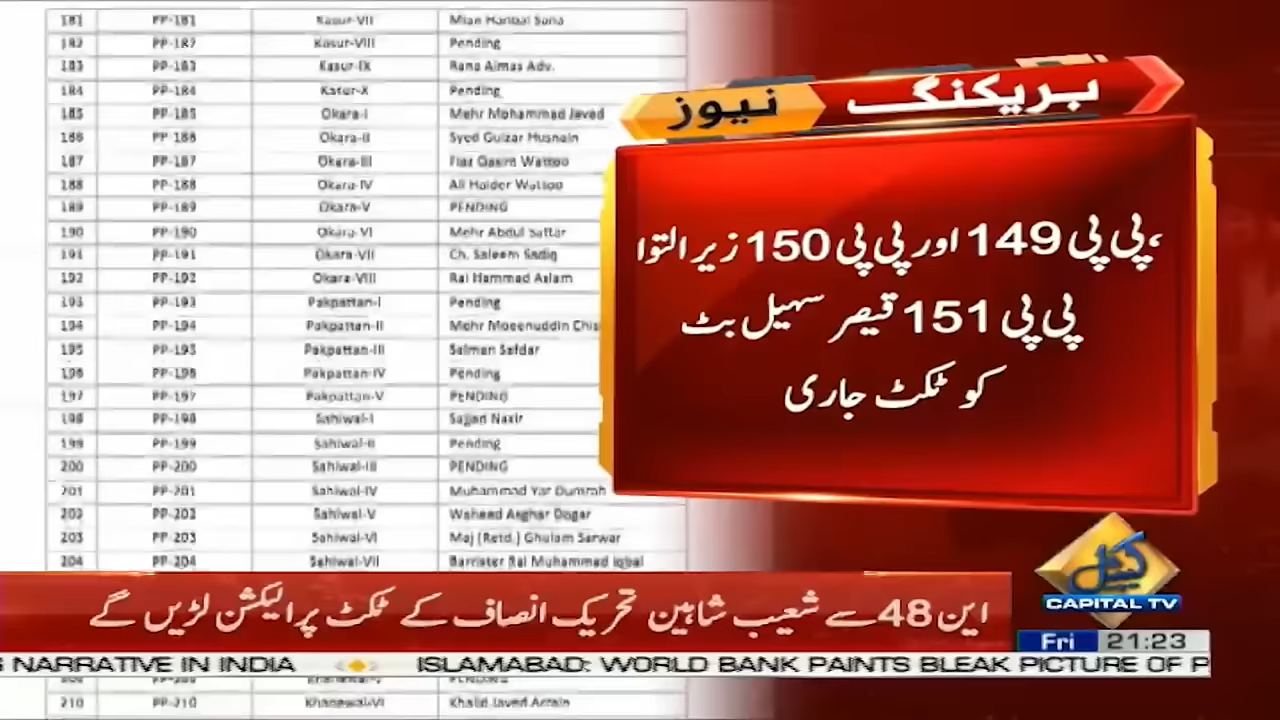 181 PP-181 Kasur-VII Mian Hanbal Sana
182 PP-182 Kasur-VIII Pending
183 PP-183 Kasur-IX Rana Almas Adv.
184 PP-184 Kasur-X Pending
185 PP-185 Okara-I Mehr Mohammad Javad
186 PP-186 Okara-II Syed Gulzar Husnain
187 PP-187 Okara-III Fiaz Qasim Wattoo
188 PP-188 Okara-IV Ali Haider Wattoo
189 PP-189 Okara-V PENDING
190 PP-190 Okara-VI Mehr Abdul Sattar
191 PP-191 Okara-VII Ch. Saleem Sadiq
192 PP-192 Okara-VIII Rai Hammad Aslam
193 PP-193 Pakpattan-I Pending
194 PP-194 Pakpattan-II Mehr Moeenuddin Chis
195 PP-195 Pakpattan-III Salman Safdar
196 PP-196 Pakpattan-IV Pending
197 PP-197 Pakpattan-V PENDING
198 PP-198 Sahiwal-I Sajjad Nasir
199 PP-199 Sahiwal-II Pending
200 PP-200 Sahiwal-III PENDING
201 PP-201 Sahiwal-IV Muhammad Yar Dumrah
202 PP-202 Sahiwal-V Waheed Asghar Dogar
203 PP-203 Sahiwal-VI Maj (Retd.) Ghulam Sarwar
204 PP-204 Sahiwal-VII Barrister Rai Muhammad Iqbal
PENDING
210 PP-210 Khanewal-VI Khalid Javed Arrain
بریکنگ نیوز
پی پی 149 اور پی پی 150 زیر التوا،
پی پی 151 قیصر سہیل بٹ
کو ٹکٹ جاری
کیپیٹل
CAPITAL TV
این 48 سے شعیب شاہین تحریک انصاف کے ٹکٹ پر الیکشن لڑیں گے
Fri 21:23
NARRATIVE IN INDIA ISLAMABAD: WORLD BANK PAINTS BLEAK PICTURE OF P